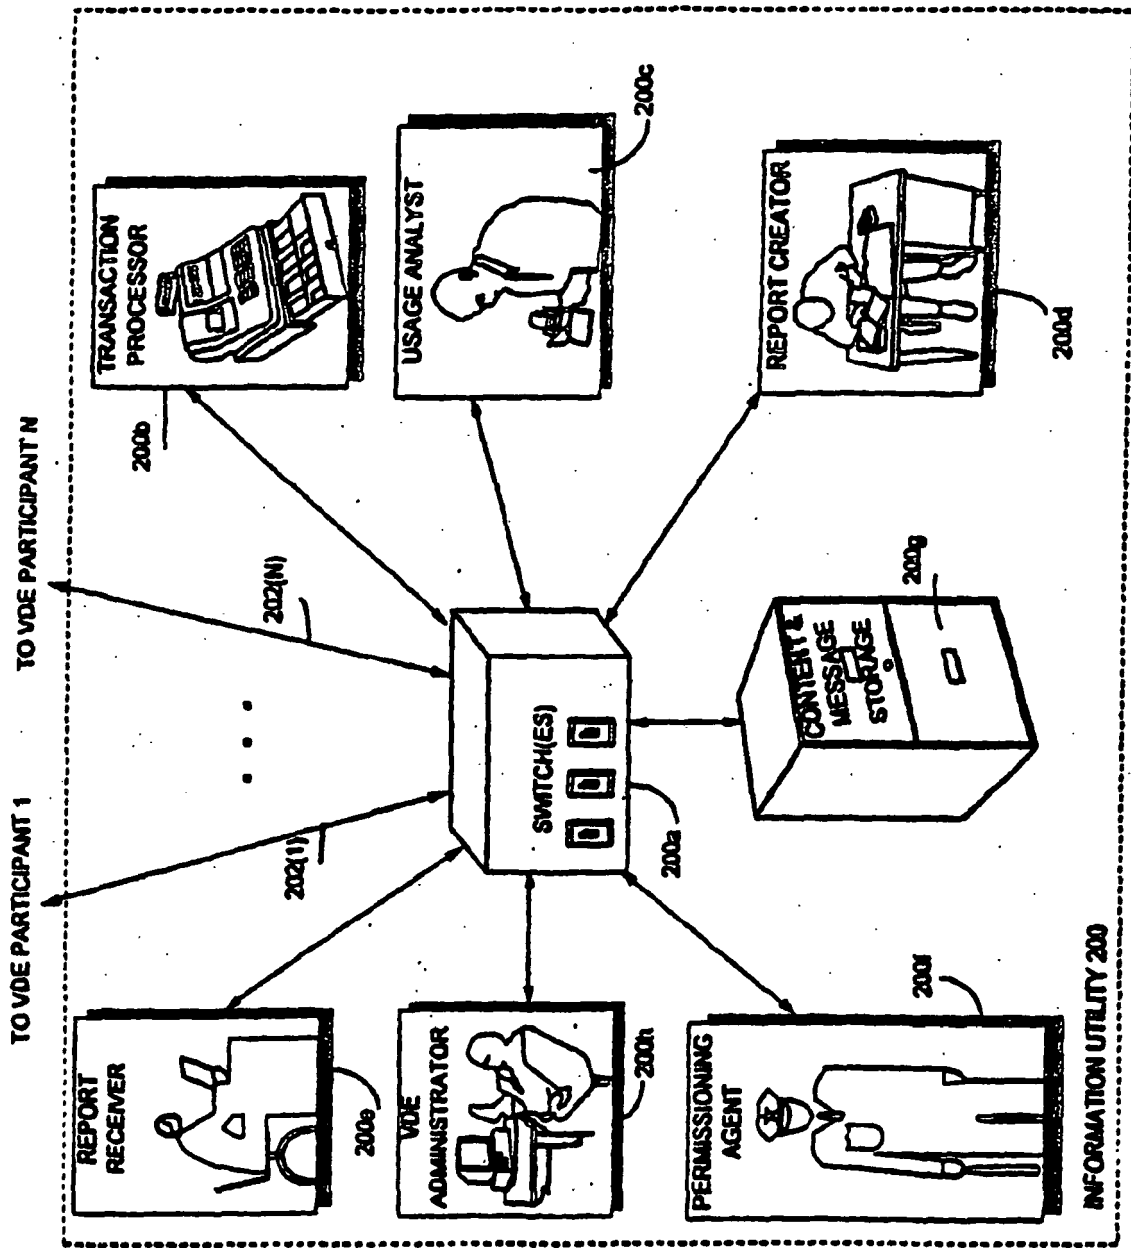 TO VDE PARTICIPANT 1
TO VDE PARTICIPANT N
202(1)
202(N)
REPORT
RECEIVER
200e
TRANSACTION
PROCESSOR
200b
VDE
ADMINISTRATOR
200h
SWITCH(ES)
200a
USAGE ANALYST
200c
PERMISSIONING
AGENT
200f
CONTENT &
MESSAGE
STORAGE
200g
REPORT CREATOR
200d
INFORMATION UTILITY 200